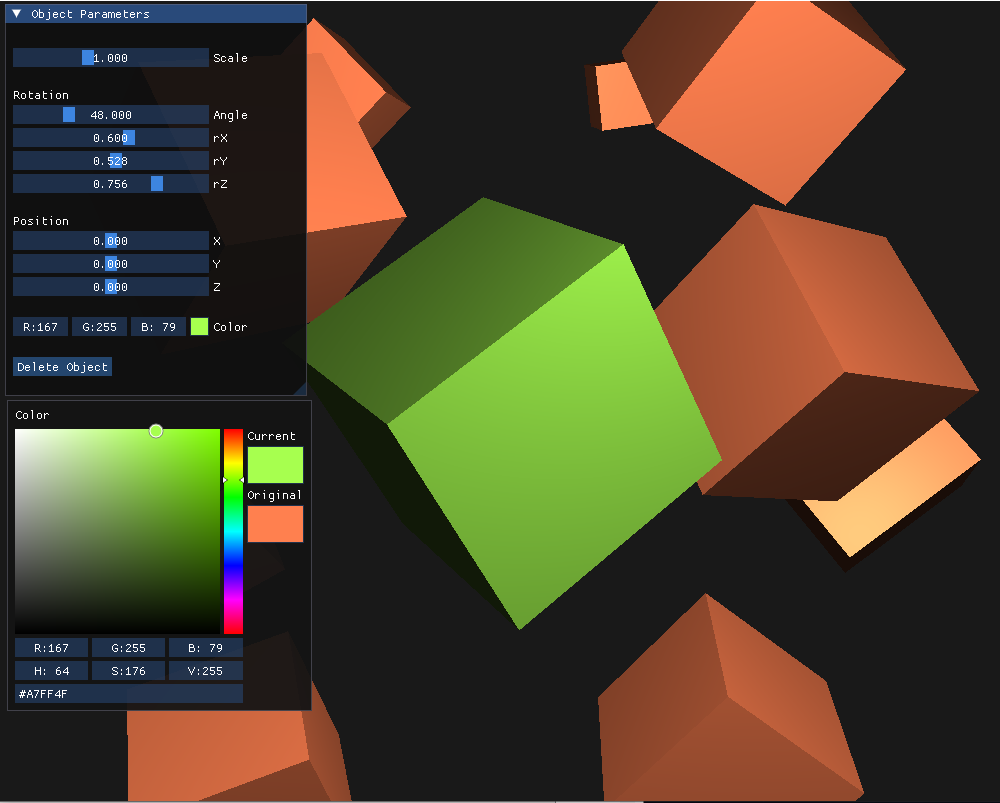 Object Parameters
1.000 Scale
Rotation
48.000 Angle
0.600 rX
0.528 rY
0.756 rZ
Position
0.000 X
0.000 Y
0.000 Z
R:167 G:255 B: 79 Color
Delete Object
Color
Current
Original
R:167 G:255 B: 79
H: 64 S:176 V:255
#A7FF4F